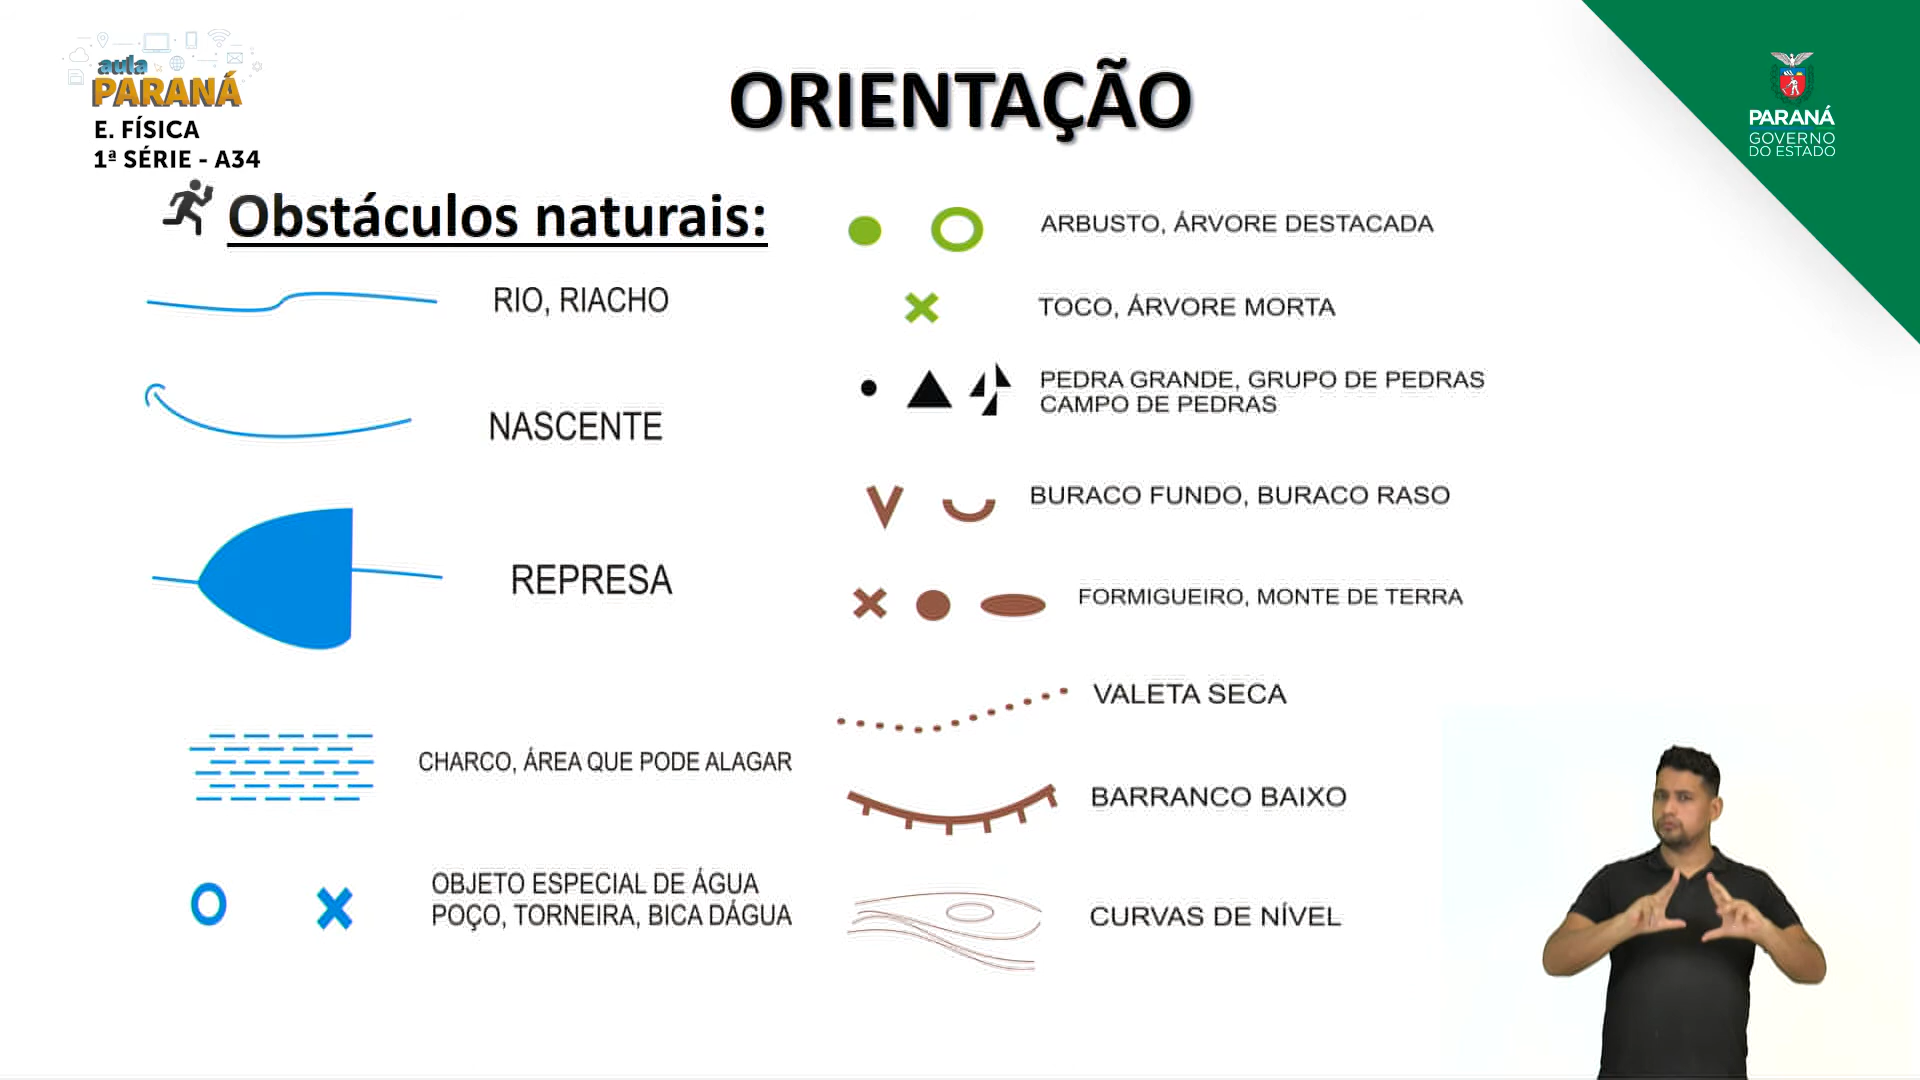 aula
PARANÁ
E. FÍSICA
1ª SÉRIE - A34
ORIENTAÇÃO
PARANÁ
GOVERNO
DO ESTADO
Obstáculos naturais:
RIO, RIACHO
NASCENTE
REPRESA
CHARCO, ÁREA QUE PODE ALAGAR
OBJETO ESPECIAL DE ÁGUA
POÇO, TORNEIRA, BICA DÁGUA
ARBUSTO, ÁRVORE DESTACADA
TOCO, ÁRVORE MORTA
PEDRA GRANDE, GRUPO DE PEDRAS
CAMPO DE PEDRAS
BURACO FUNDO, BURACO RASO
FORMIGUEIRO, MONTE DE TERRA
VALETA SECA
BARRANCO BAIXO
CURVAS DE NÍVEL